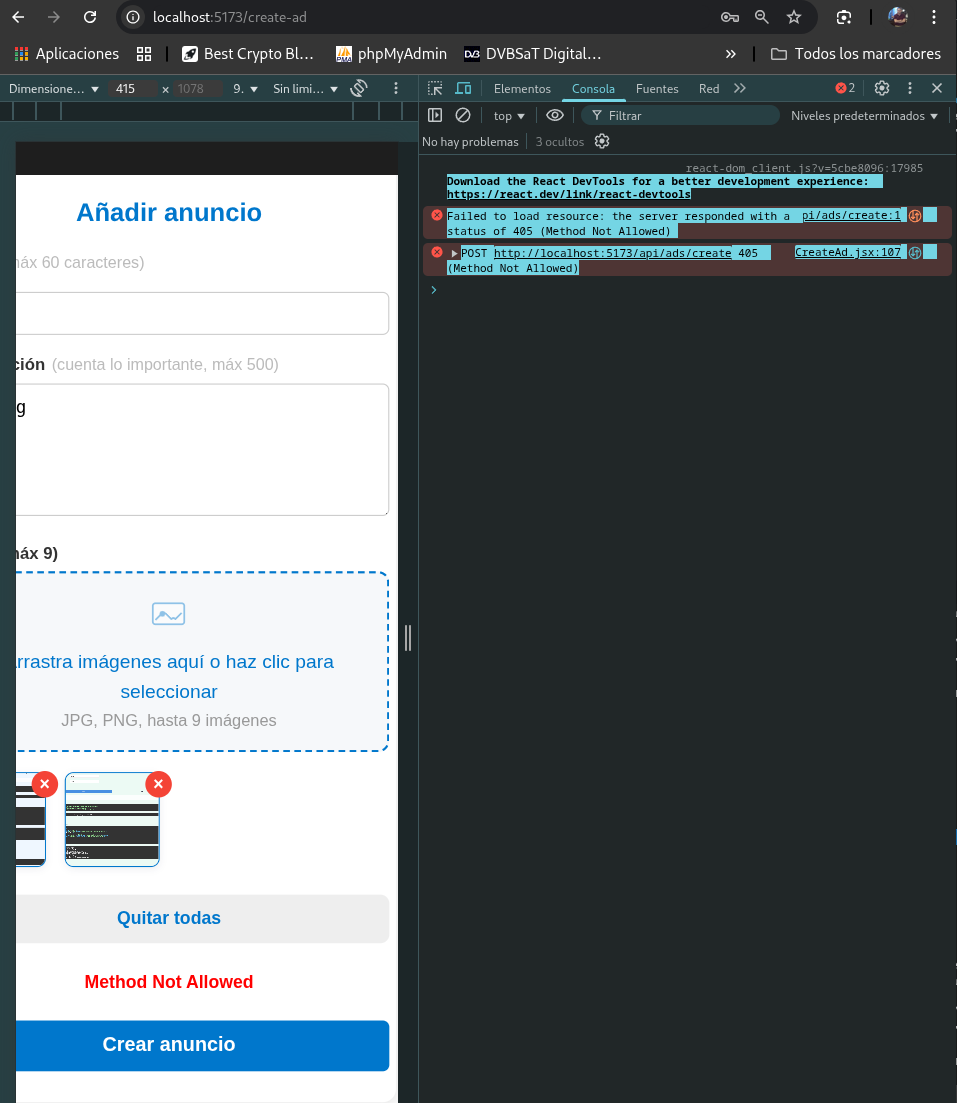 localhost:5173/create-ad
Aplicaciones
Best Crypto Bl...
PMA
phpMyAdmin
DVB
DVBSaT Digital...
»
Todos los marcadores
Dimensione... ▼ 415 x 1078 9. ▼ Sin limi... ▼
Elementos Consola Fuentes Red 2
top ▼ Filtrar Niveles predeterminados ▼
No hay problemas 3 ocultos
react-dom_client.js?v=5cbe8096:17985
Download the React DevTools for a better development experience:
https://react.dev/link/react-devtools
Failed to load resource: the server responded with a pi/ads/create:1
status of 405 (Method Not Allowed)
POST http://localhost:5173/api/ads/create 405 CreateAd.jsx:107
(Method Not Allowed)
Añadir anuncio
áx 60 caracteres)
ción (cuenta lo importante, máx 500)
g
áx 9)
rrastra imágenes aquí o haz clic para
seleccionar
JPG, PNG, hasta 9 imágenes
Quitar todas
Method Not Allowed
Crear anuncio